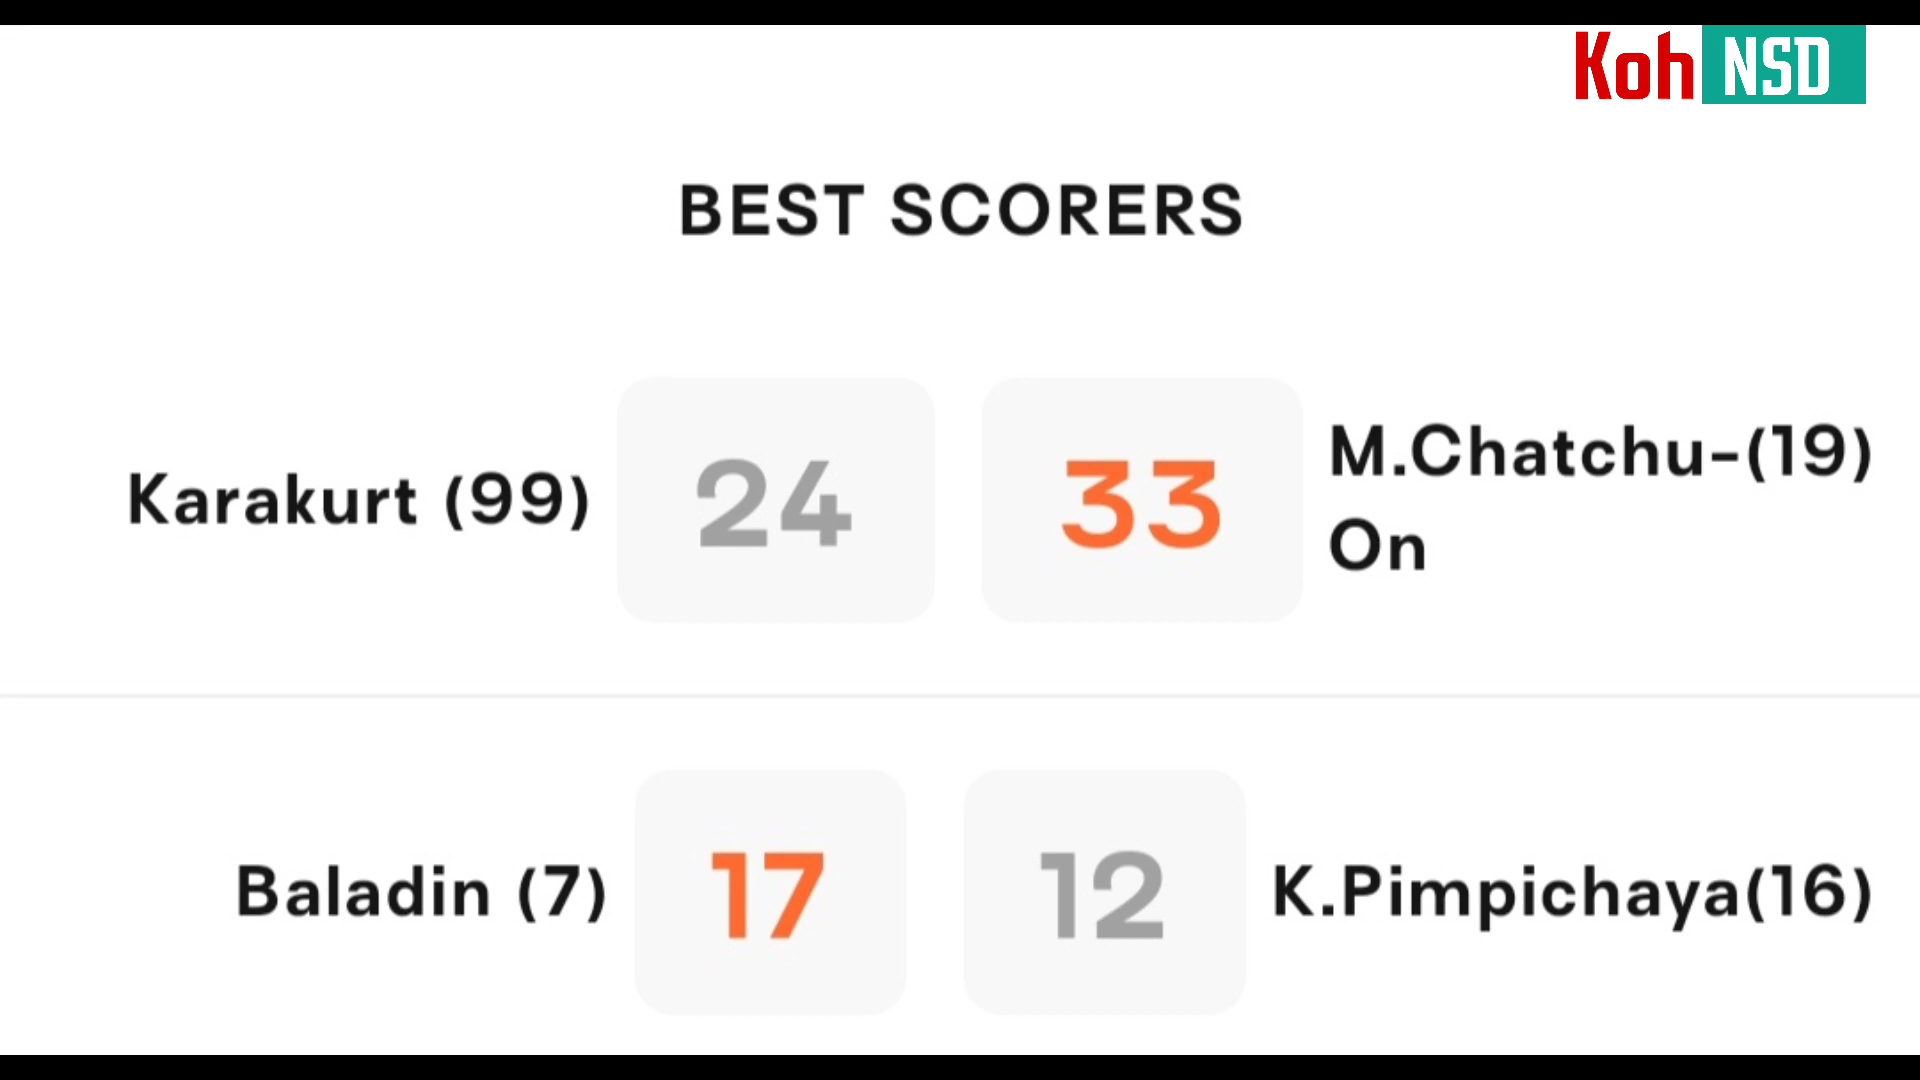 Koh NSD
BEST SCORERS
Karakurt (99) 24 33 M.Chatchu-(19)
On
Baladin (7) 17 12 K.Pimpichaya(16)